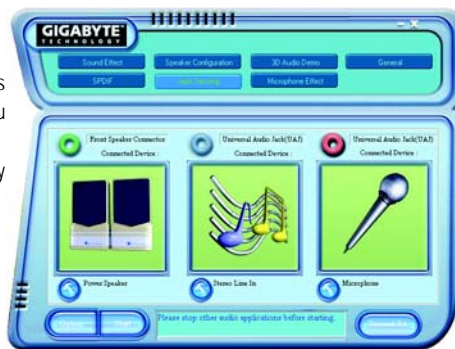 GIGABYTE
TECHNOLOGY
Sound Effect
Speaker Configuration
3D Audio Demo
General
SPDIF
Jack Sensing
Microphone Effect
s
u
y
Front Speaker Connector
Connected Device :
Universal Audio Jack(UAJ)
Connected Device :
Universal Audio Jack(UAJ)
Connected Device :
Power Speaker
Stereo Line In
Microphone
Start
Please stop other audio applications before starting.